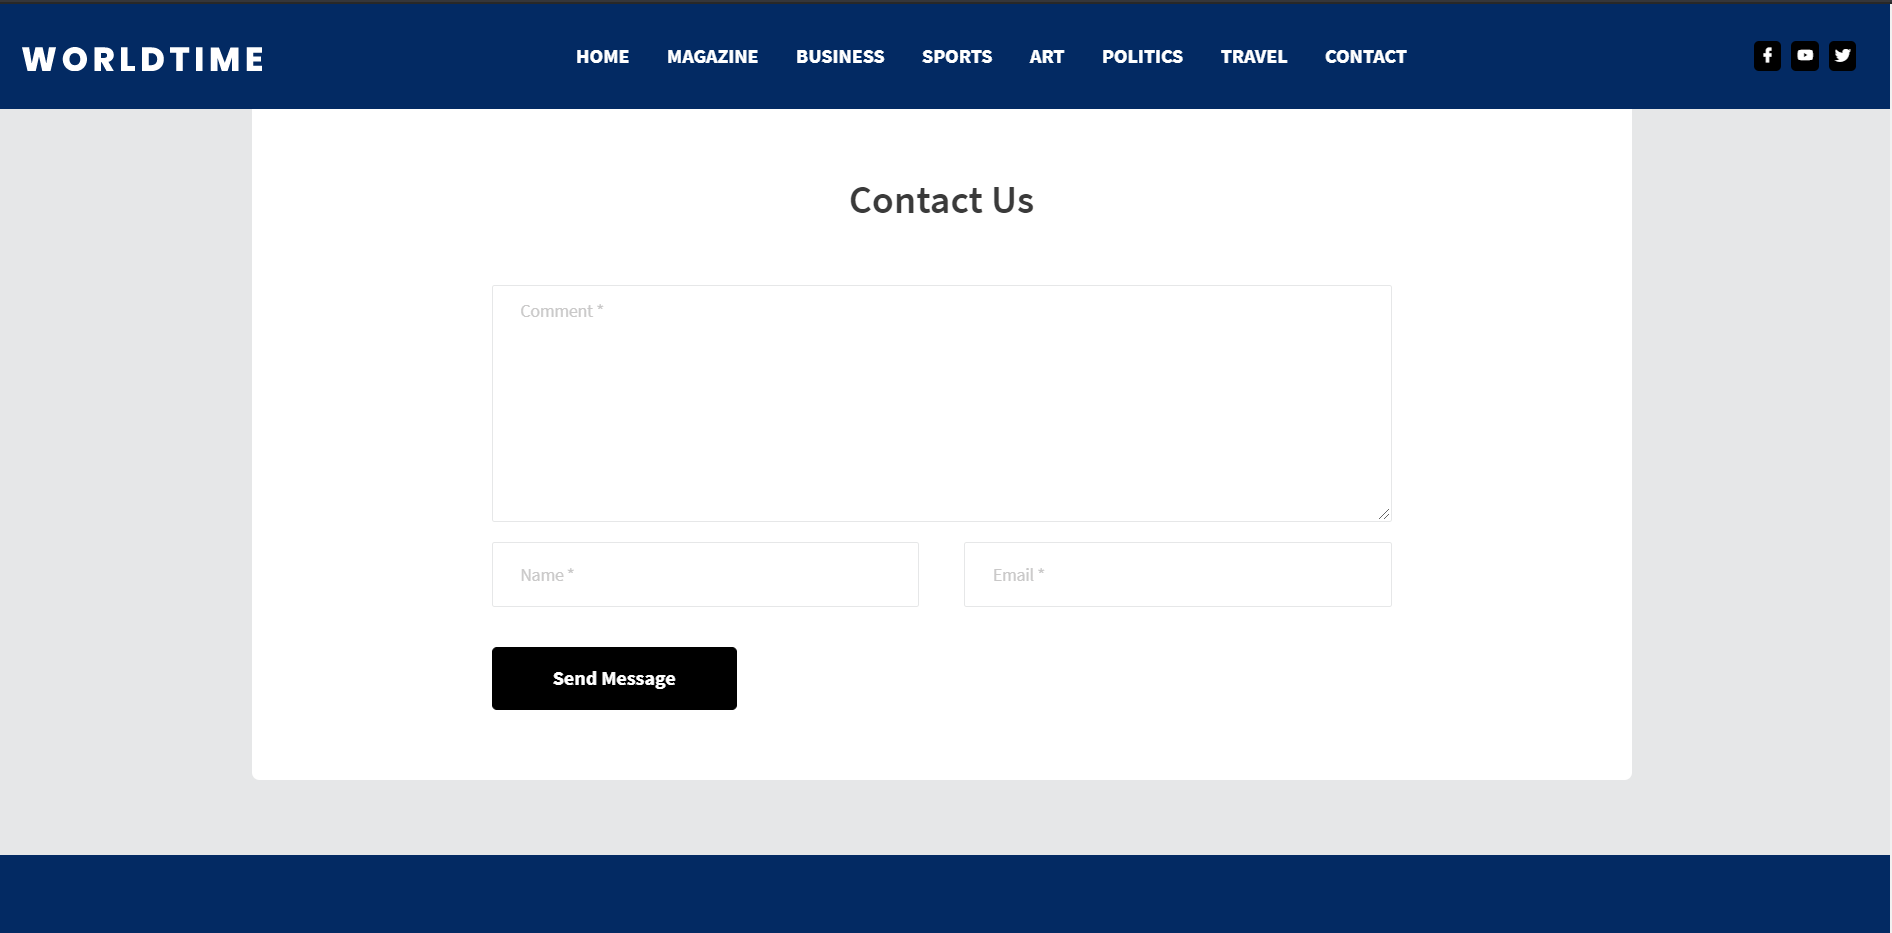 WORLDTIME HOME MAGAZINE BUSINESS SPORTS ART POLITICS TRAVEL CONTACT
Contact Us
Comment *
Name * Email *
Send Message